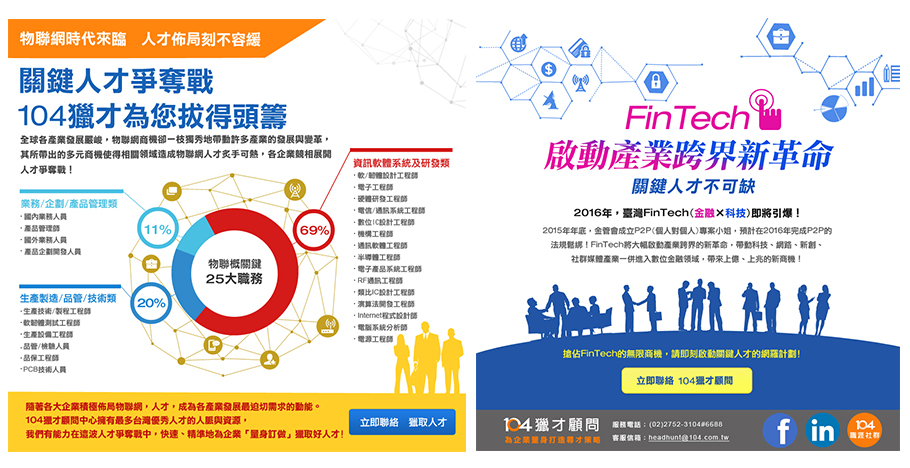 物聯網時代來臨　人才佈局刻不容緩
關鍵人才爭奪戰
104獵才為您拔得頭籌
全球各產業發展嚴峻，物聯網商機卻一枝獨秀地帶動許多產業的發展與變革，
其所帶出的多元商機使得相關領域造成物聯網人才炙手可熱，各企業競相展開
人才爭奪戰！
業務/企劃/產品管理類
·國內業務人員
·產品管理師
·國外業務人員
·產品企劃開發人員
11%
生產製造/品管/技術類
·生產技術/製程工程師
·軟韌體測試工程師
·生產設備工程師
·品管/檢驗人員
·品保工程師
·PCB技術人員
20%
物聯概關鍵
25大職務
69%
資訊軟體系統及研發類
·軟/韌體設計工程師
·電子工程師
·硬體研發工程師
·電信/通訊系統工程師
·數位IC設計工程師
·機構工程師
·通訊軟體工程師
·半導體工程師
·電子產品系統工程師
·RF通訊工程師
·類比IC設計工程師
·演算法開發工程師
·Internet程式設計師
·電腦系統分析師
·電源工程師
隨著各大企業積極佈局物聯網，人才，成為各產業發展最迫切需求的動能。
104獵才顧問中心擁有最多台灣優秀人才的人脈與資源，
我們有能力在這波人才爭奪戰中，快速、精準地為企業「量身訂做」獵取好人才!
立即聯絡　獵取人才
FinTech
啟動產業跨界新革命
關鍵人才不可缺
2016年，臺灣FinTech(金融×科技)即將引爆！
2015年年底，金管會成立P2P(個人對個人)專案小姐，預計在2016年完成P2P的
法規鬆綁！FinTech將大幅啟動產業跨界的新革命，帶動科技、網路、新創、
社群媒體產業一併進入數位金融領域，帶來上億、上兆的新商機！
搶佔FinTech的無限商機，請即刻啟動關鍵人才的網羅計劃!
立即聯絡 104獵才顧問
104獵才顧問
為企業量身打造尋才策略
服務電話：(02)2752-3104#6688
客服信箱：headhunt@104.com.tw
f
in
104
職涯社群